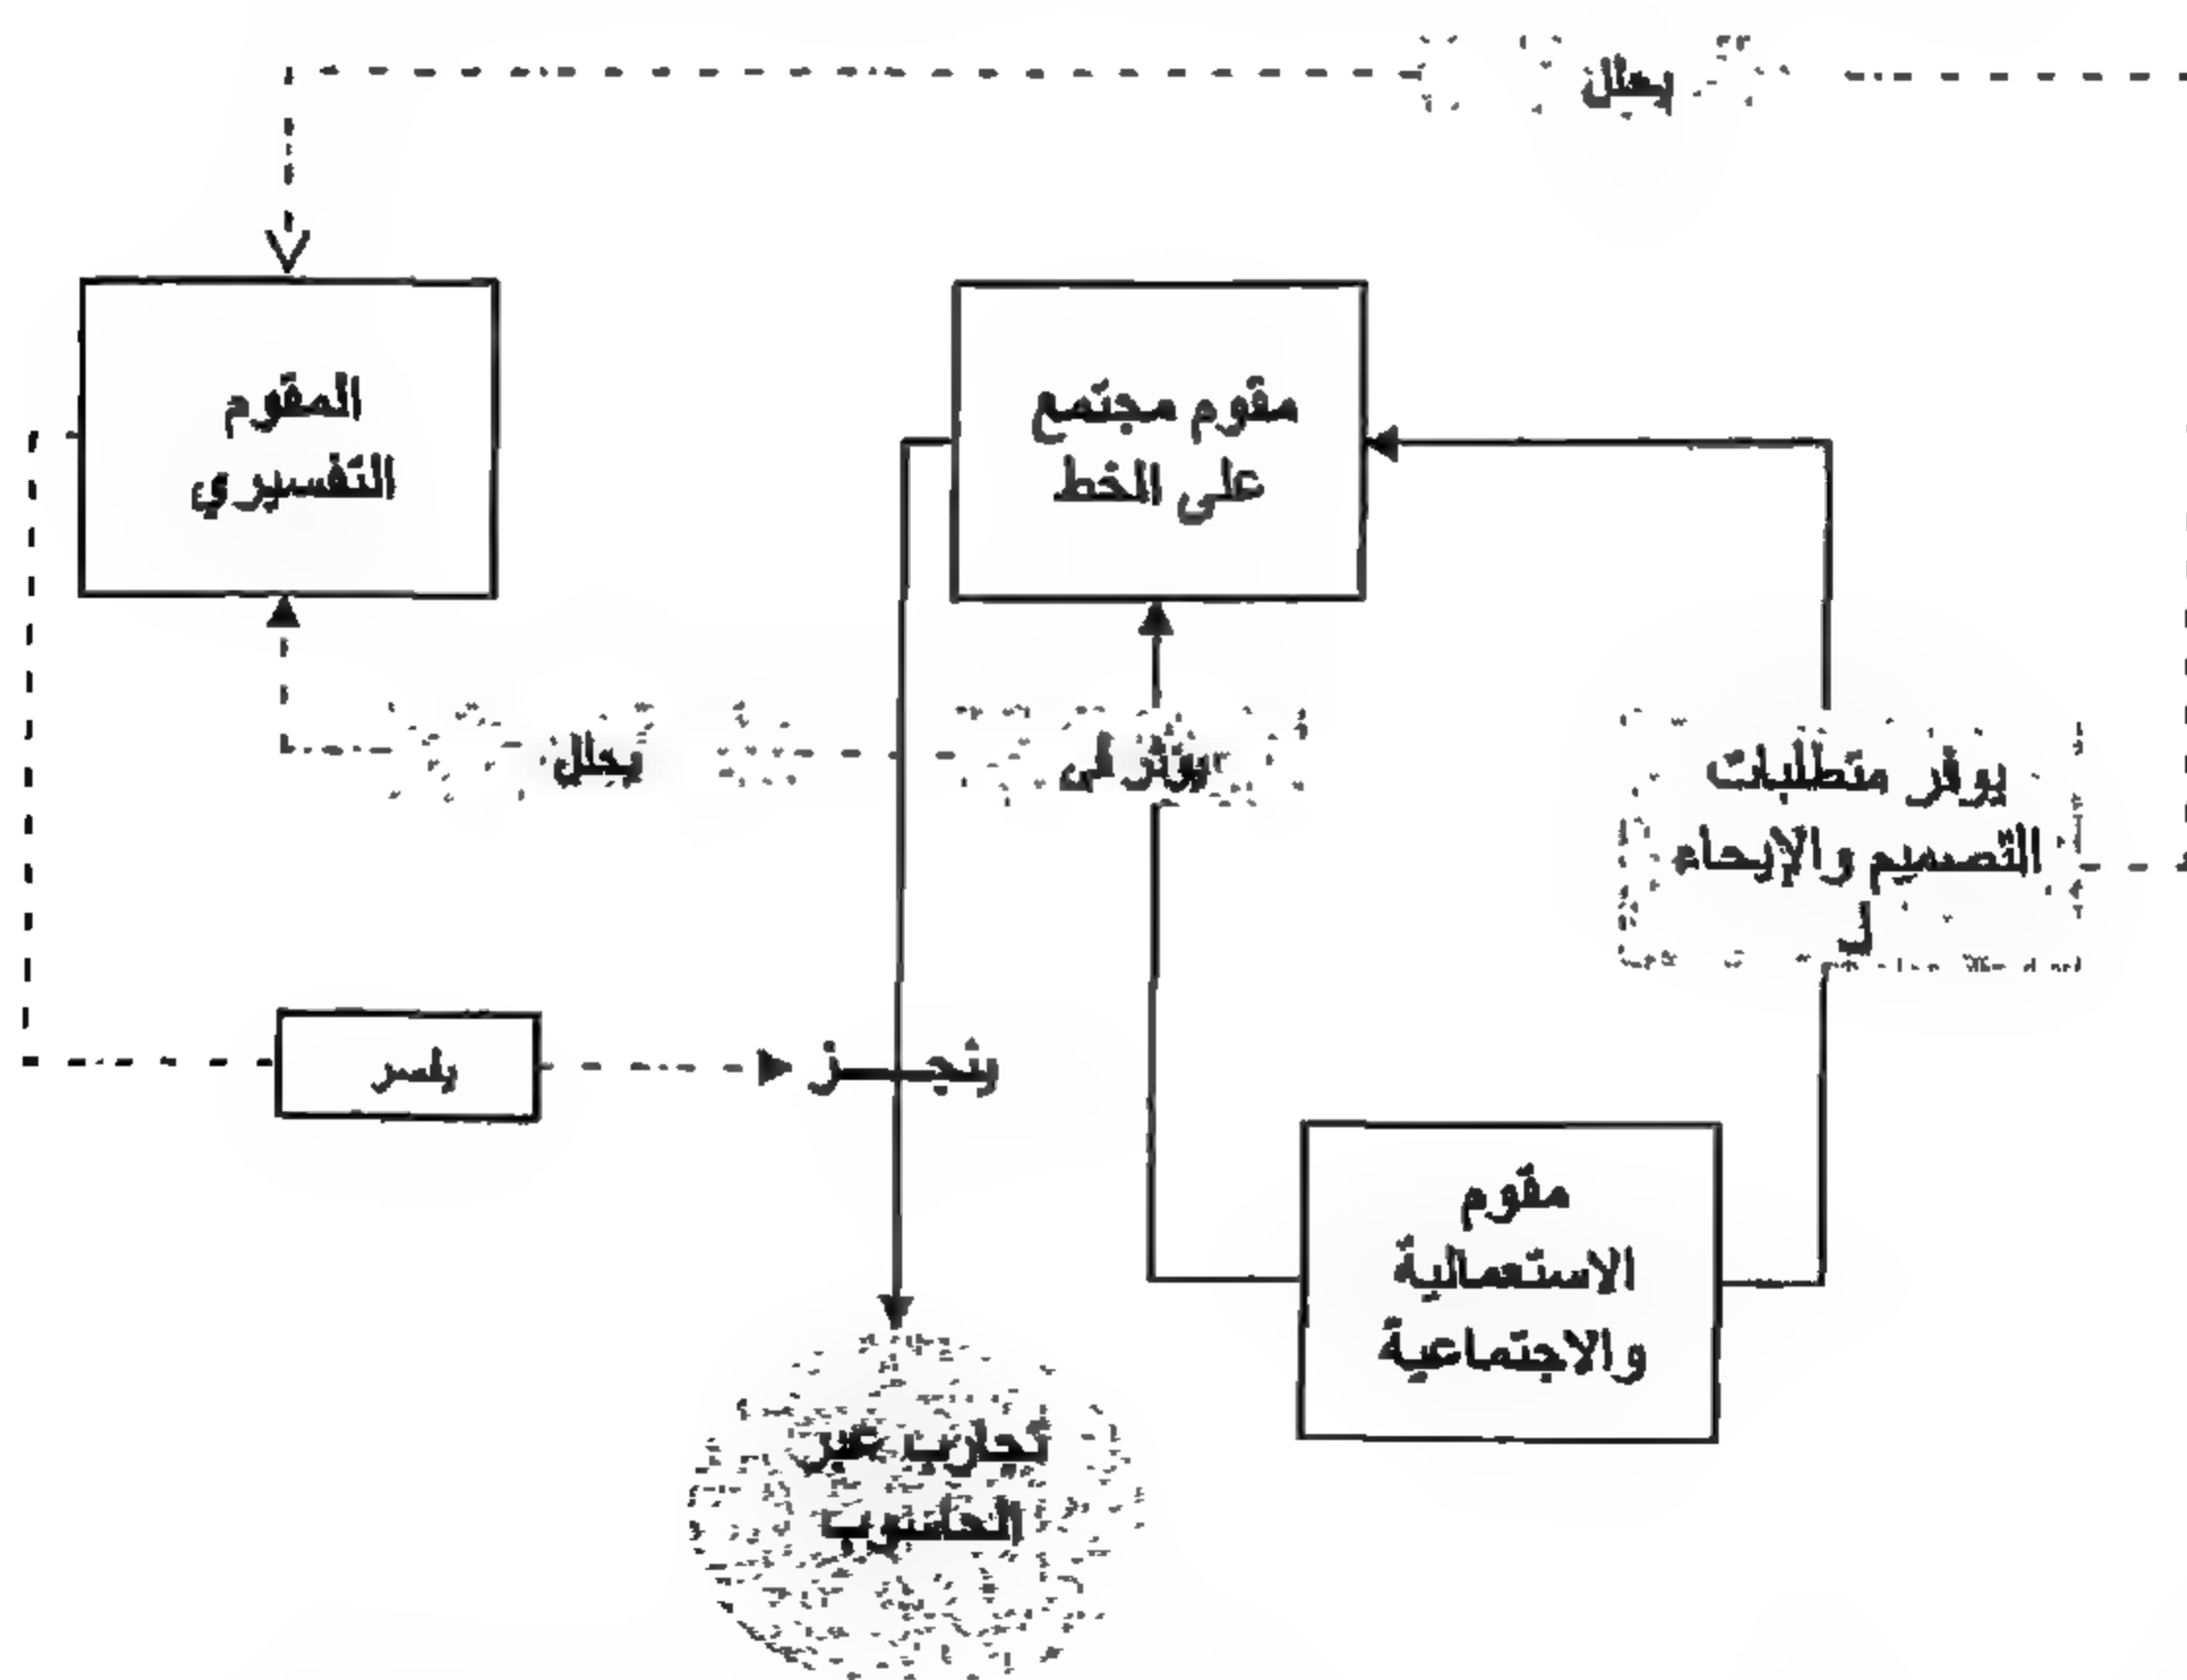 يحلل
مقوم مجتمع
على الخط
المقوم
التفسيري
يوفر متطلبات
التصميم والإيحاء
لـ
يؤثر في
يحلل
ينجـــز
يفسر
مقوم
الاستعمالية
والاجتماعية
تجارب عبر
الحاسوب